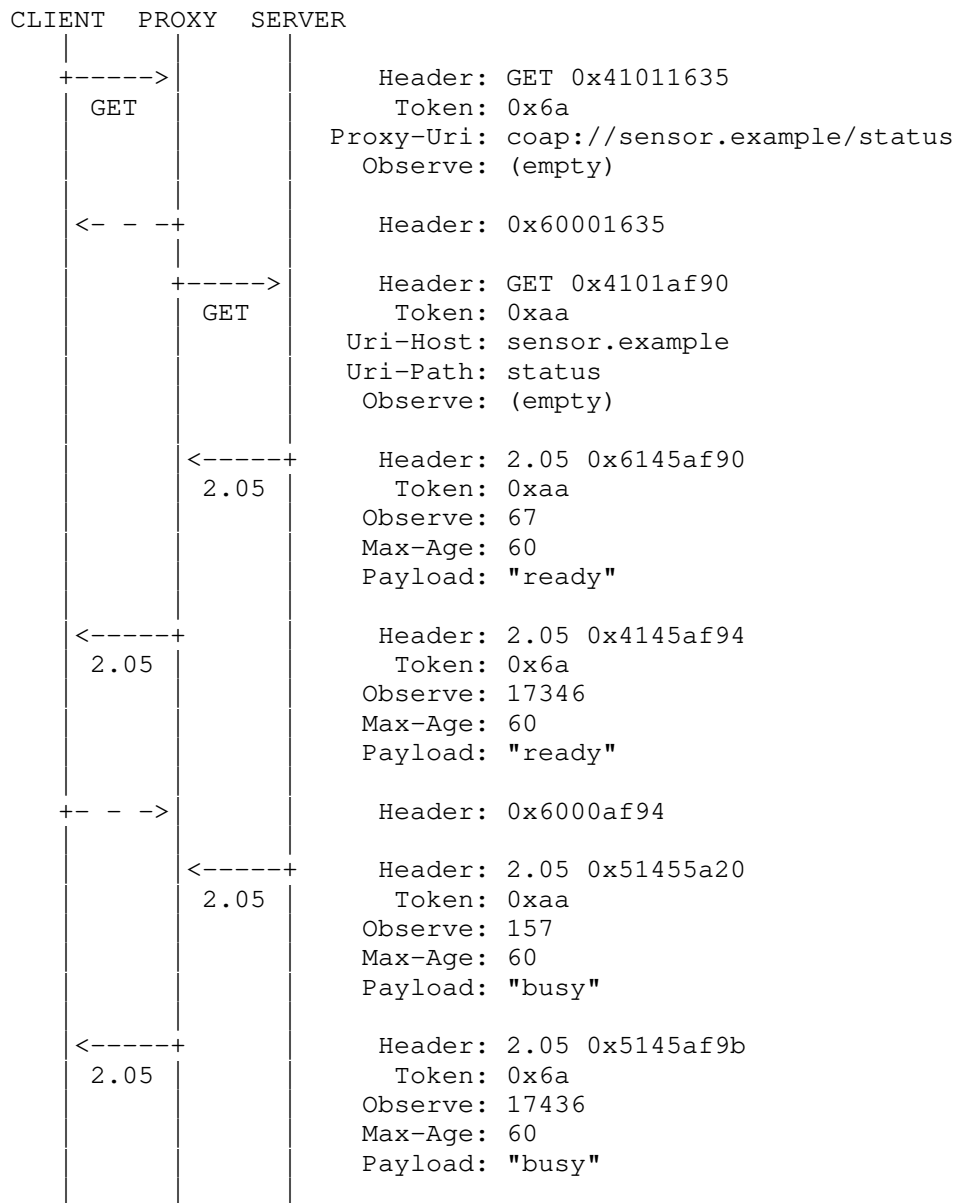 CLIENT  PROXY  SERVER
   |      |      |
   +----->|      |     Header: GET 0x41011635
   | GET  |      |      Token: 0x6a
   |      |      |  Proxy-Uri: coap://sensor.example/status
   |      |      |    Observe: (empty)
   |      |      |
   |<- - -+      |     Header: 0x60001635
   |      |      |
   |      +----->|     Header: GET 0x4101af90
   |      | GET  |      Token: 0xaa
   |      |      |   Uri-Host: sensor.example
   |      |      |   Uri-Path: status
   |      |      |    Observe: (empty)
   |      |      |
   |      |<-----+     Header: 2.05 0x6145af90
   |      | 2.05 |      Token: 0xaa
   |      |      |    Observe: 67
   |      |      |    Max-Age: 60
   |      |      |    Payload: "ready"
   |      |      |
   |<-----+      |     Header: 2.05 0x4145af94
   | 2.05 |      |      Token: 0x6a
   |      |      |    Observe: 17346
   |      |      |    Max-Age: 60
   |      |      |    Payload: "ready"
   |      |      |
   +- - ->|      |     Header: 0x6000af94
   |      |      |
   |      |<-----+     Header: 2.05 0x51455a20
   |      | 2.05 |      Token: 0xaa
   |      |      |    Observe: 157
   |      |      |    Max-Age: 60
   |      |      |    Payload: "busy"
   |      |      |
   |<-----+      |     Header: 2.05 0x5145af9b
   | 2.05 |      |      Token: 0x6a
   |      |      |    Observe: 17436
   |      |      |    Max-Age: 60
   |      |      |    Payload: "busy"
   |      |      |